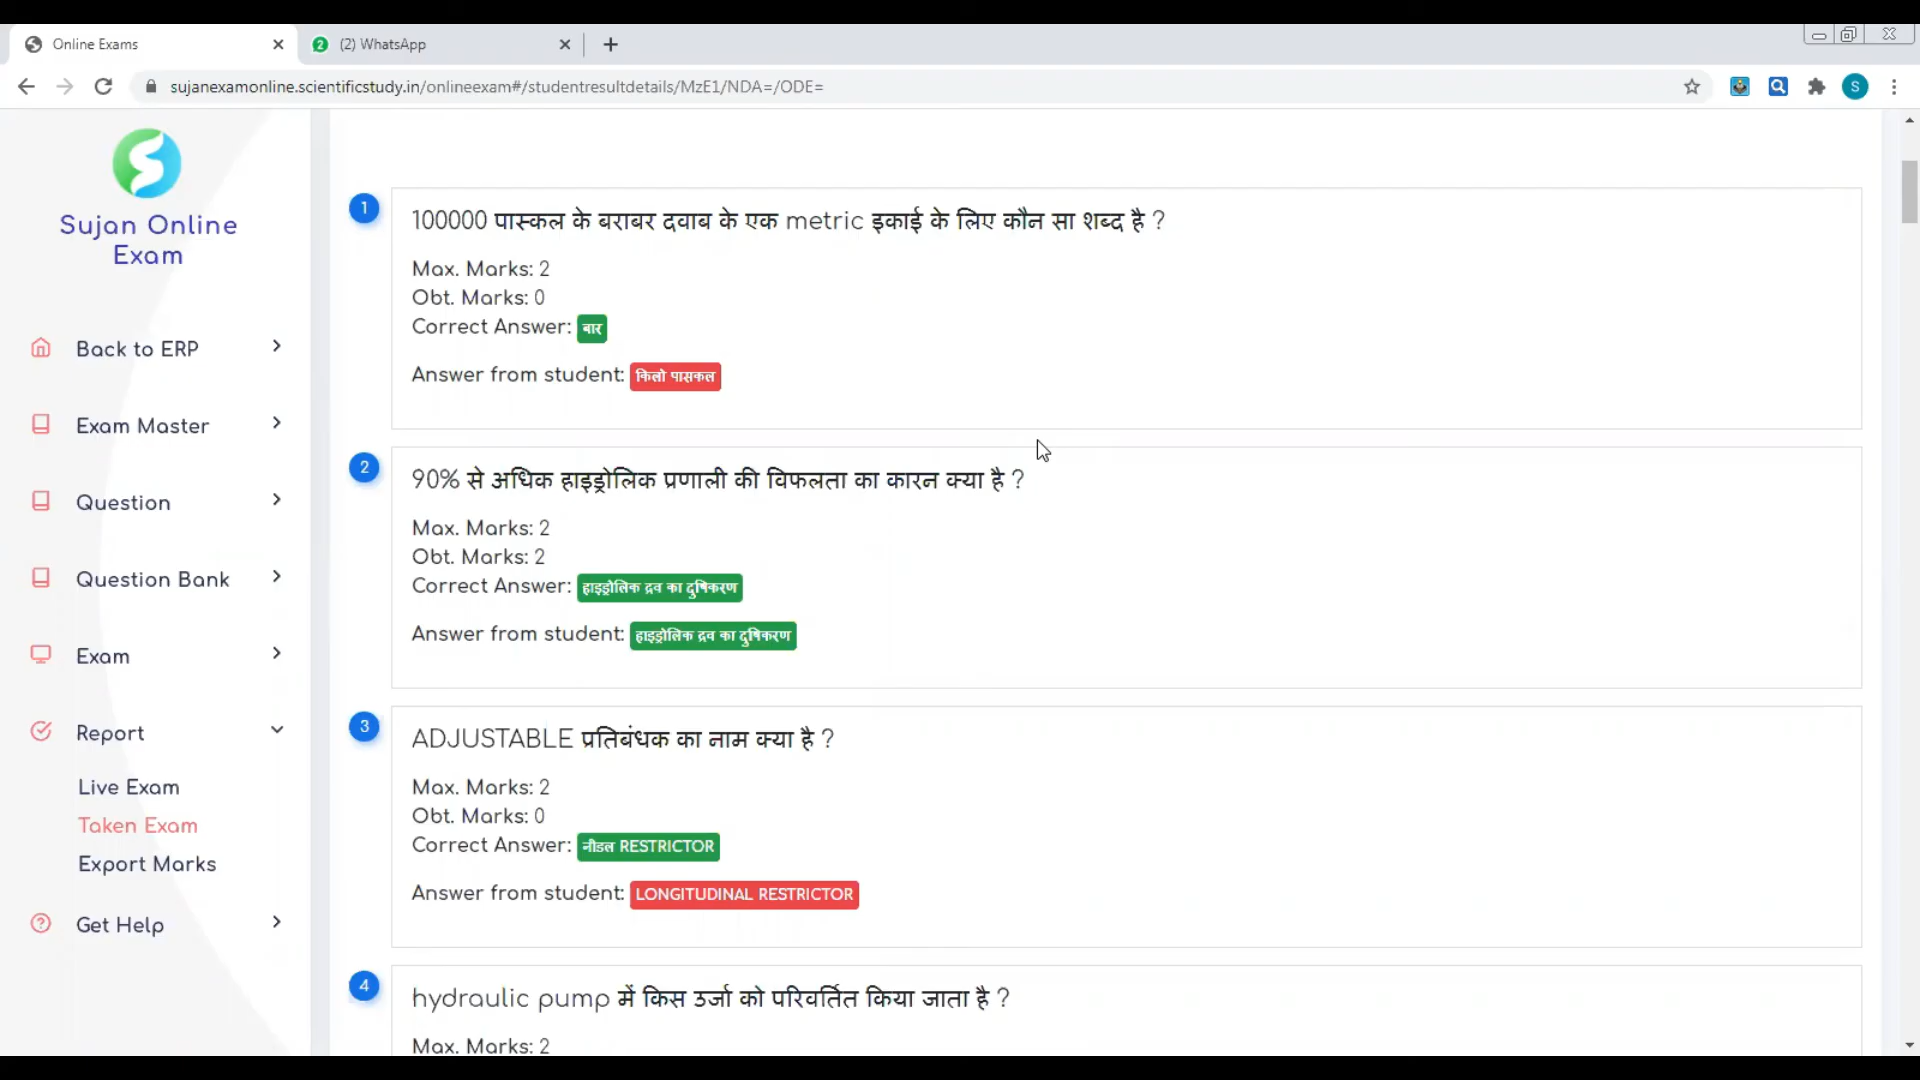 Online Exams
2
(2) WhatsApp
sujanexamonline.scientificstudy.in/onlineexam#/studentresultdetails/MzE1/NDA=/ODE=
S
Sujan Online
Exam
Back to ERP
Exam Master
Question
Question Bank
Exam
Report
Live Exam
Taken Exam
Export Marks
Get Help
1
100000 पास्कल के बराबर दवाब के एक metric इकाई के लिए कौन सा शब्द है ?
Max. Marks: 2
Obt. Marks: 0
Correct Answer: बार
Answer from student: किलो पासकल
2
90% से अधिक हाइड्रोलिक प्रणाली की विफलता का कारन क्या है ?
Max. Marks: 2
Obt. Marks: 2
Correct Answer: हाइड्रोलिक द्रव का दुषिकरण
Answer from student: हाइड्रोलिक द्रव का दुषिकरण
3
ADJUSTABLE प्रतिबंधक का नाम क्या है ?
Max. Marks: 2
Obt. Marks: 0
Correct Answer: नीडल RESTRICTOR
Answer from student: LONGITUDINAL RESTRICTOR
4
hydraulic pump में किस उर्जा को परिवर्तित किया जाता है ?
Max. Marks: 2